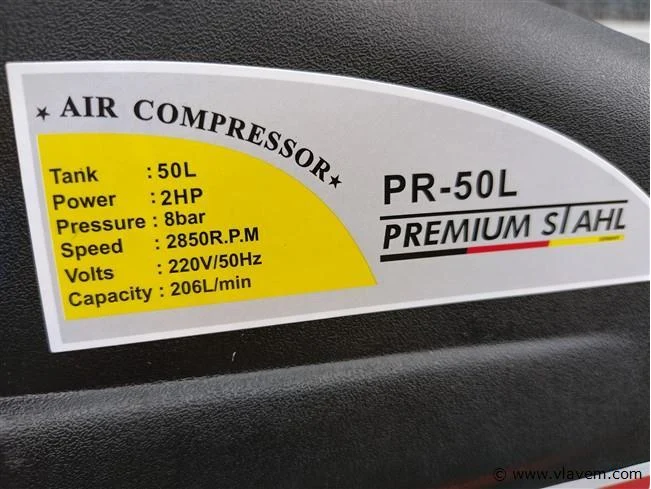 ★ AIR COMPRESSOR ★
Tank : 50L
Power : 2HP
Pressure : 8bar
Speed : 2850R.P.M
Volts : 220V/50Hz
Capacity : 206L/min
PR-50L
PREMIUM STAHL
© www.vlavem.com